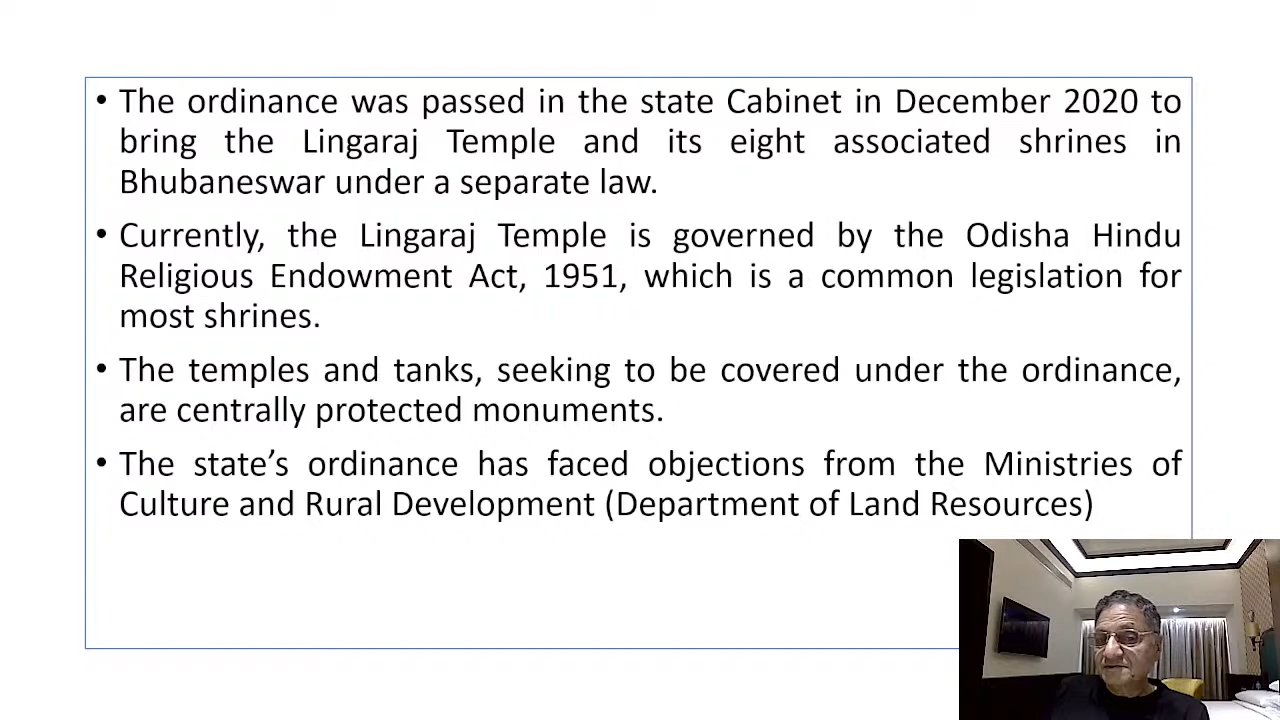 • The ordinance was passed in the state Cabinet in December 2020 to
bring the Lingaraj Temple and its eight associated shrines in
Bhubaneswar under a separate law.
• Currently, the Lingaraj Temple is governed by the Odisha Hindu
Religious Endowment Act, 1951, which is a common legislation for
most shrines.
• The temples and tanks, seeking to be covered under the ordinance,
are centrally protected monuments.
• The state’s ordinance has faced objections from the Ministries of
Culture and Rural Development (Department of Land Resources)